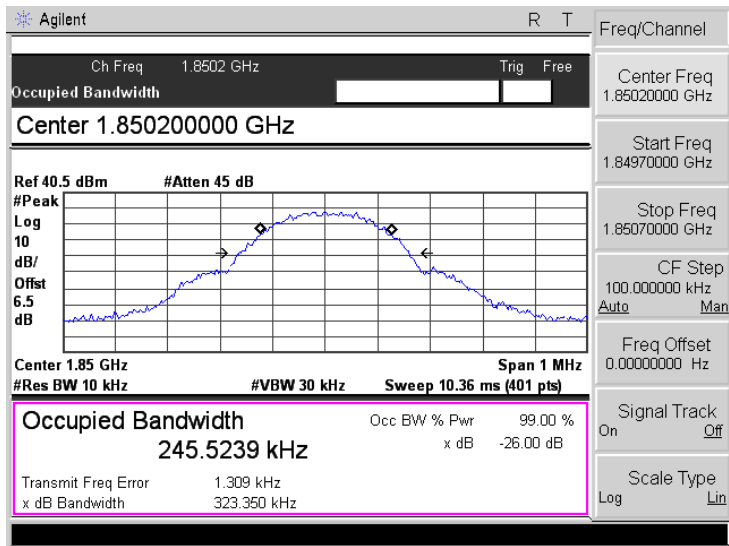 Agilent R T
Ch Freq 1.8502 GHz Trig Free
Occupied Bandwidth
Center 1.850200000 GHz
Ref 40.5 dBm #Atten 45 dB
#Peak
Log
10
dB/
Offst
6.5
dB
Center 1.85 GHz Span 1 MHz
#Res BW 10 kHz #VBW 30 kHz Sweep 10.36 ms (401 pts)
Occupied Bandwidth Occ BW % Pwr 99.00 %
245.5239 kHz x dB -26.00 dB
Transmit Freq Error 1.309 kHz
x dB Bandwidth 323.350 kHz
Freq/Channel
Center Freq
1.85020000 GHz
Start Freq
1.84970000 GHz
Stop Freq
1.85070000 GHz
CF Step
100.000000 kHz
Auto Man
Freq Offset
0.00000000 Hz
Signal Track
On Off
Scale Type
Log Lin